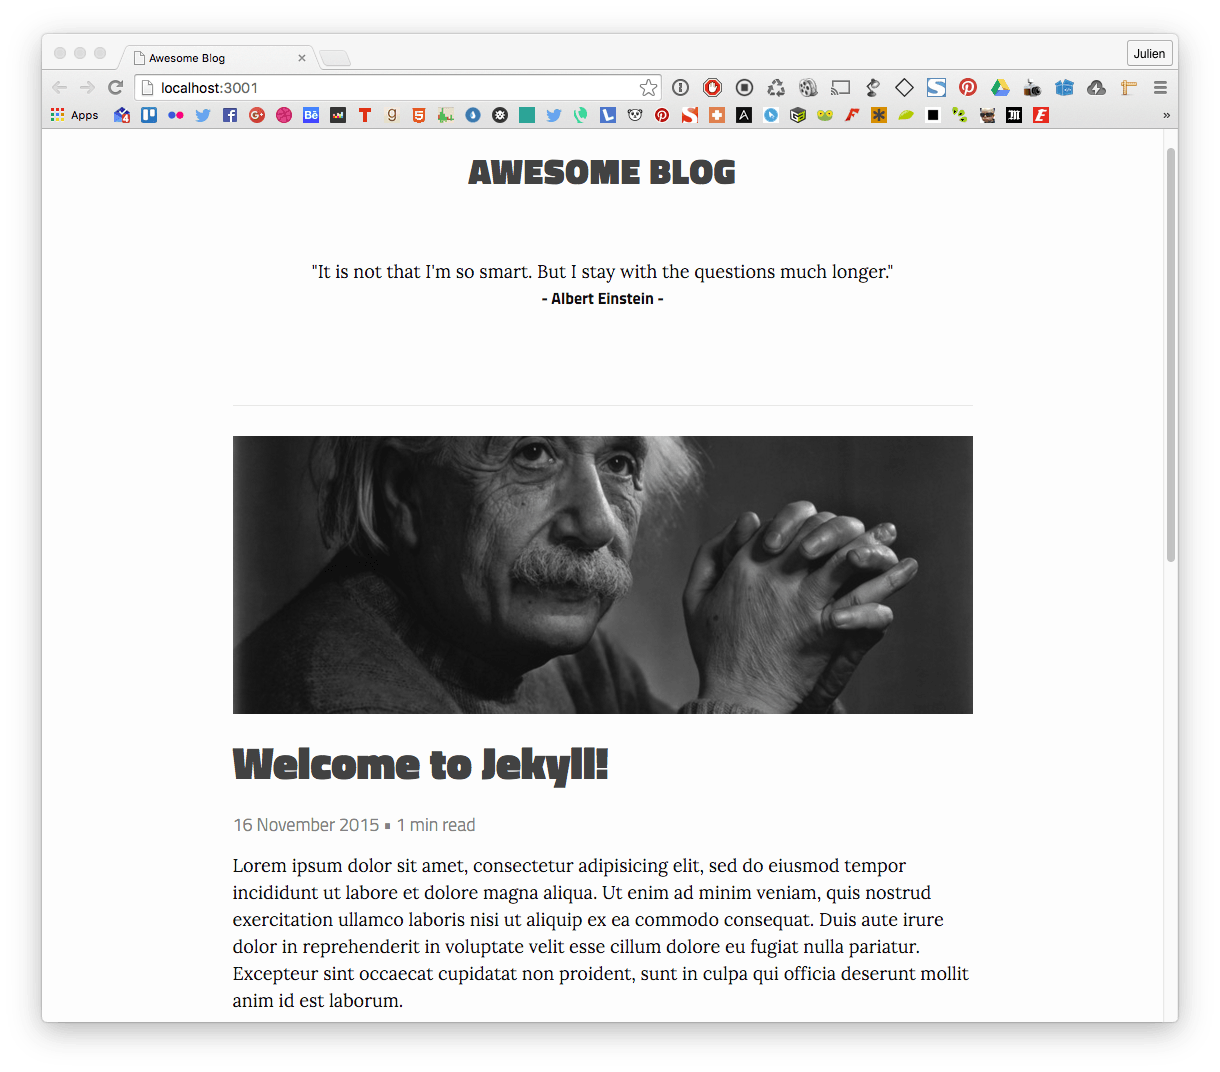 Awesome Blog
Julien
localhost:3001
Apps
AWESOME BLOG
"It is not that I'm so smart. But I stay with the questions much longer."
- Albert Einstein -
Welcome to Jekyll!
16 November 2015 ▪ 1 min read
Lorem ipsum dolor sit amet, consectetur adipisicing elit, sed do eiusmod tempor
incididunt ut labore et dolore magna aliqua. Ut enim ad minim veniam, quis nostrud
exercitation ullamco laboris nisi ut aliquip ex ea commodo consequat. Duis aute irure
dolor in reprehenderit in voluptate velit esse cillum dolore eu fugiat nulla pariatur.
Excepteur sint occaecat cupidatat non proident, sunt in culpa qui officia deserunt mollit
anim id est laborum.